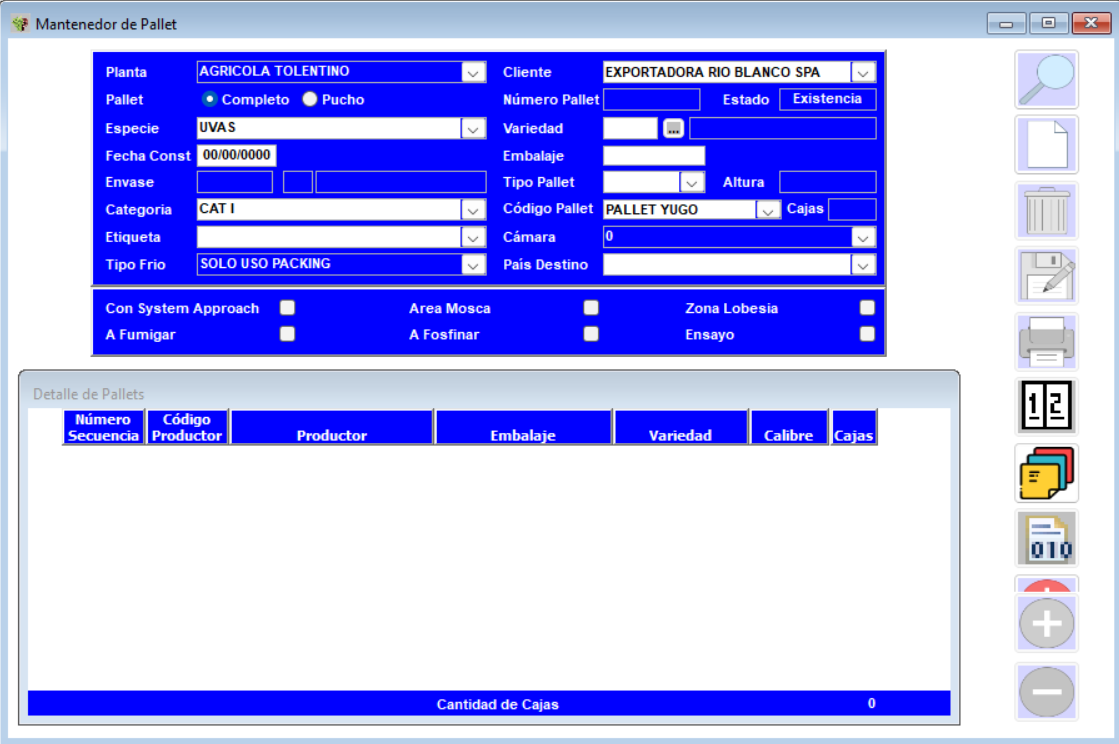 Mantenedor de Pallet
Planta AGRICOLA TOLENTINO Cliente EXPORTADORA RIO BLANCO SPA
Pallet Completo Pucho Número Pallet Estado Existencia
Especie UVAS Variedad ...
Fecha Const 00/00/0000 Embalaje
Envase Tipo Pallet Altura
Categoria CAT I Código Pallet PALLET YUGO Cajas
Etiqueta Cámara 0
Tipo Frio SOLO USO PACKING País Destino
Con System Approach Area Mosca Zona Lobesia
A Fumigar A Fosfinar Ensayo
Detalle de Pallets
Número Código
Secuencia Productor Productor Embalaje Variedad Calibre Cajas
Cantidad de Cajas 0
1 2
010